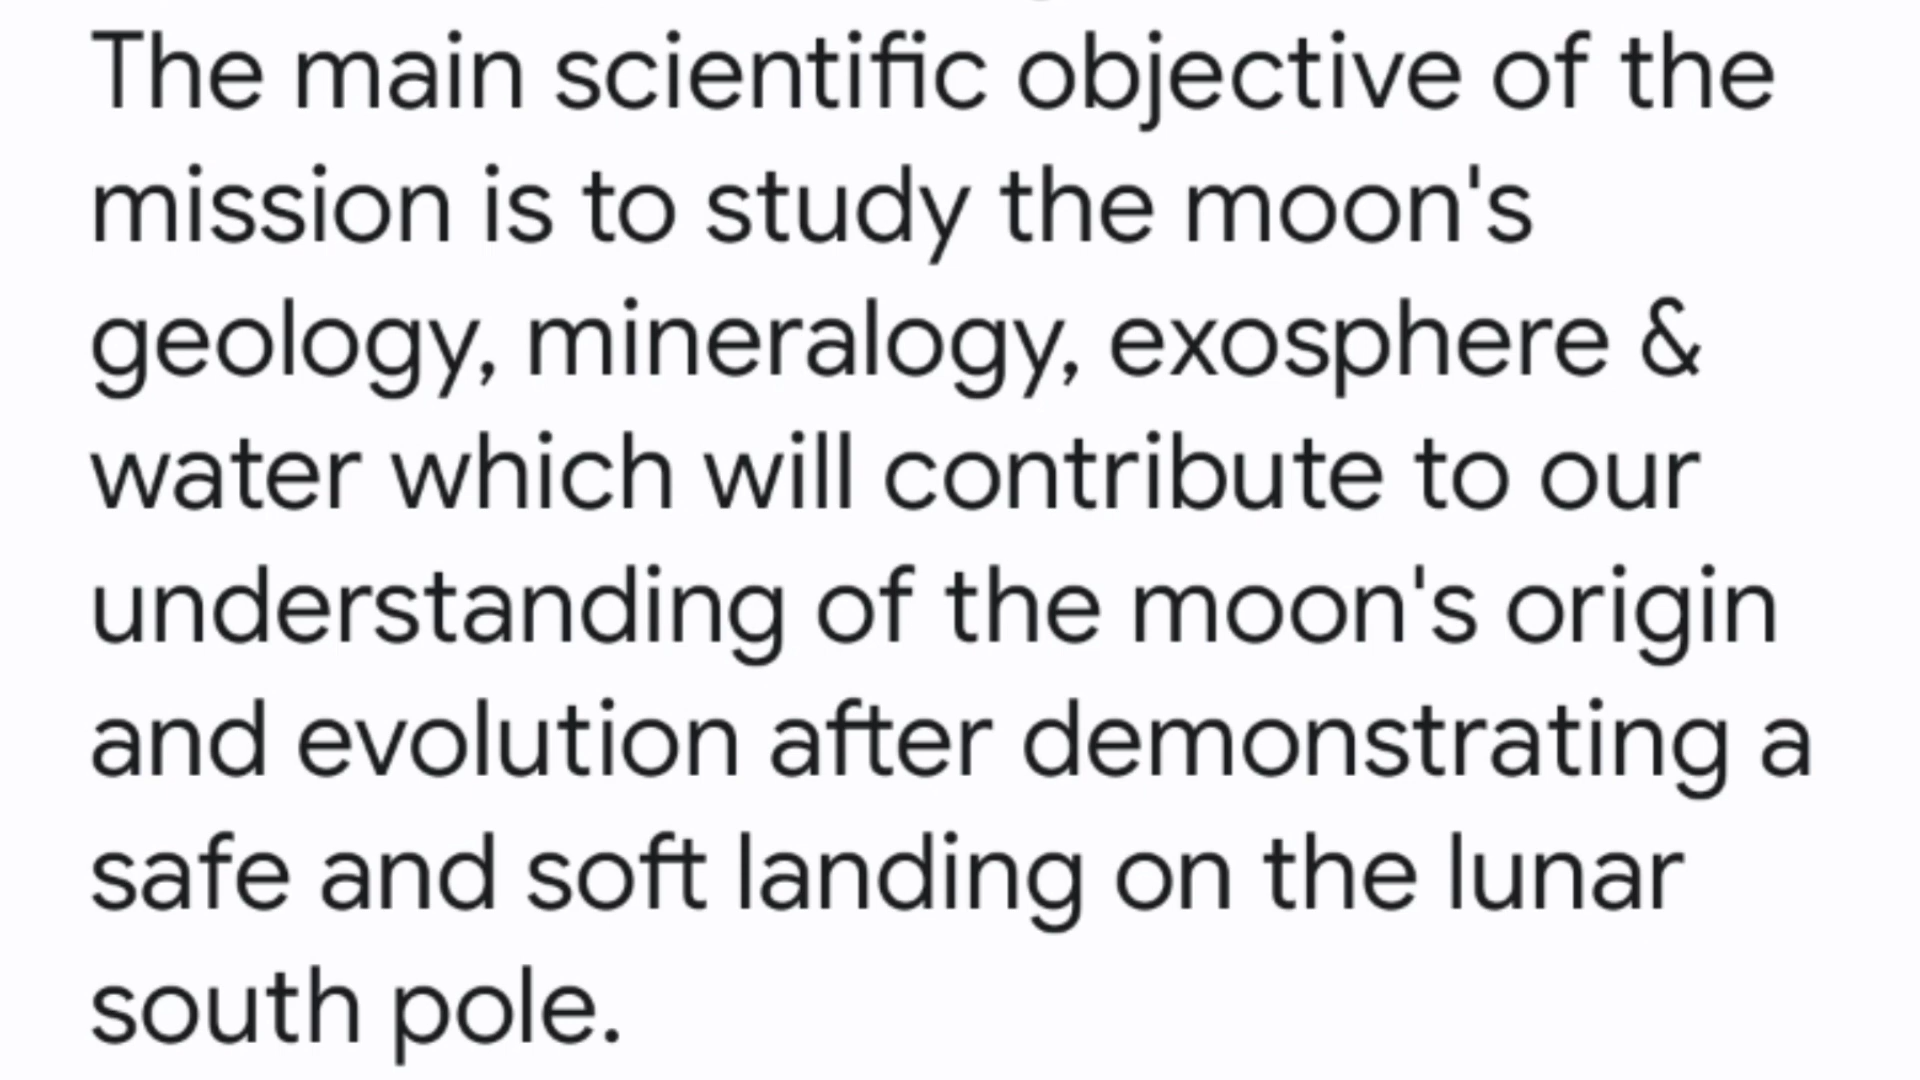 The main scientific objective of the
mission is to study the moon's
geology, mineralogy, exosphere &
water which will contribute to our
understanding of the moon's origin
and evolution after demonstrating a
safe and soft landing on the lunar
south pole.